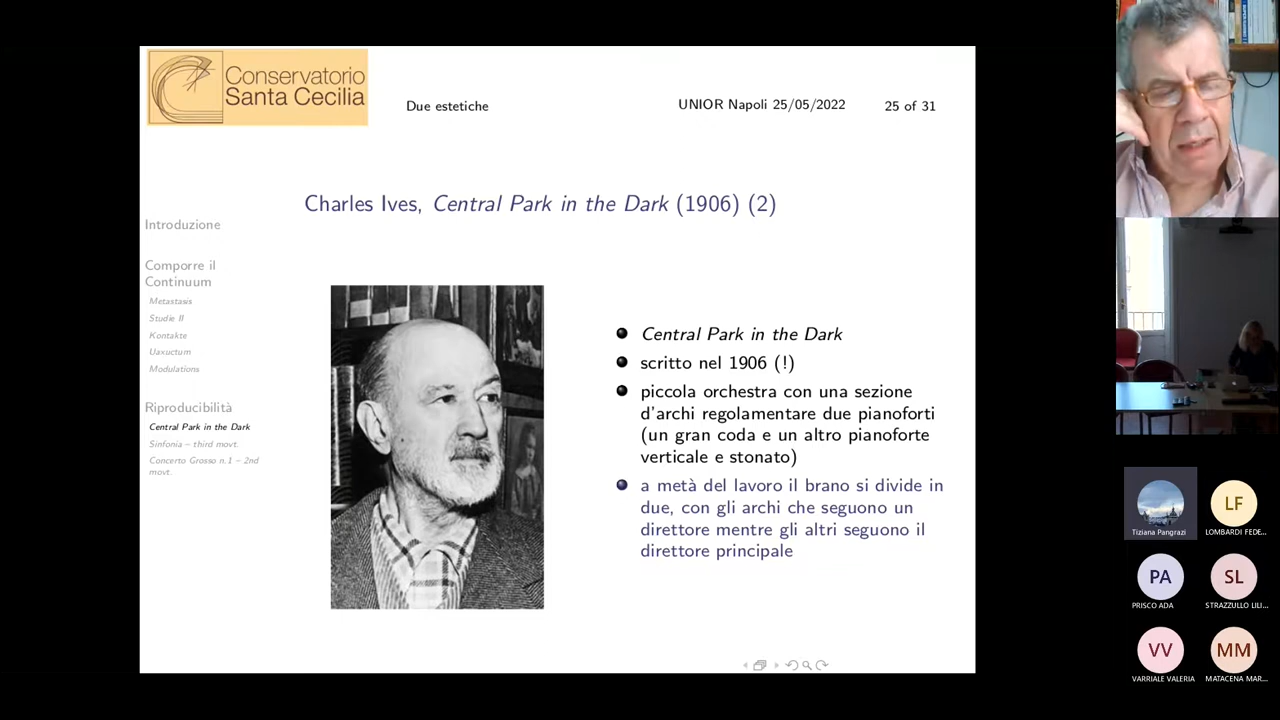 Conservatorio
Santa Cecilia
Due estetiche
UNIOR Napoli 25/05/2022
25 of 31
Charles Ives, Central Park in the Dark (1906) (2)
Introduzione
Comporre il
Continuum
Metastasis
Studie II
Kontakte
Uaxuctum
Modulations
Riproducibilità
Central Park in the Dark
Sinfonia – third movt.
Concerto Grosso n.1 – 2nd
movt.
Central Park in the Dark
scritto nel 1906 (!)
piccola orchestra con una sezione
d'archi regolamentare due pianoforti
(un gran coda e un altro pianoforte
verticale e stonato)
a metà del lavoro il brano si divide in
due, con gli archi che seguono un
direttore mentre gli altri seguono il
direttore principale
Tiziana Pangrazi
LF
LOMBARDI FEDE...
PA
PRISCO ADA
SL
STRAZZULLO LILI...
VV
VARRIALE VALERIA
MM
MATACENA MAR...